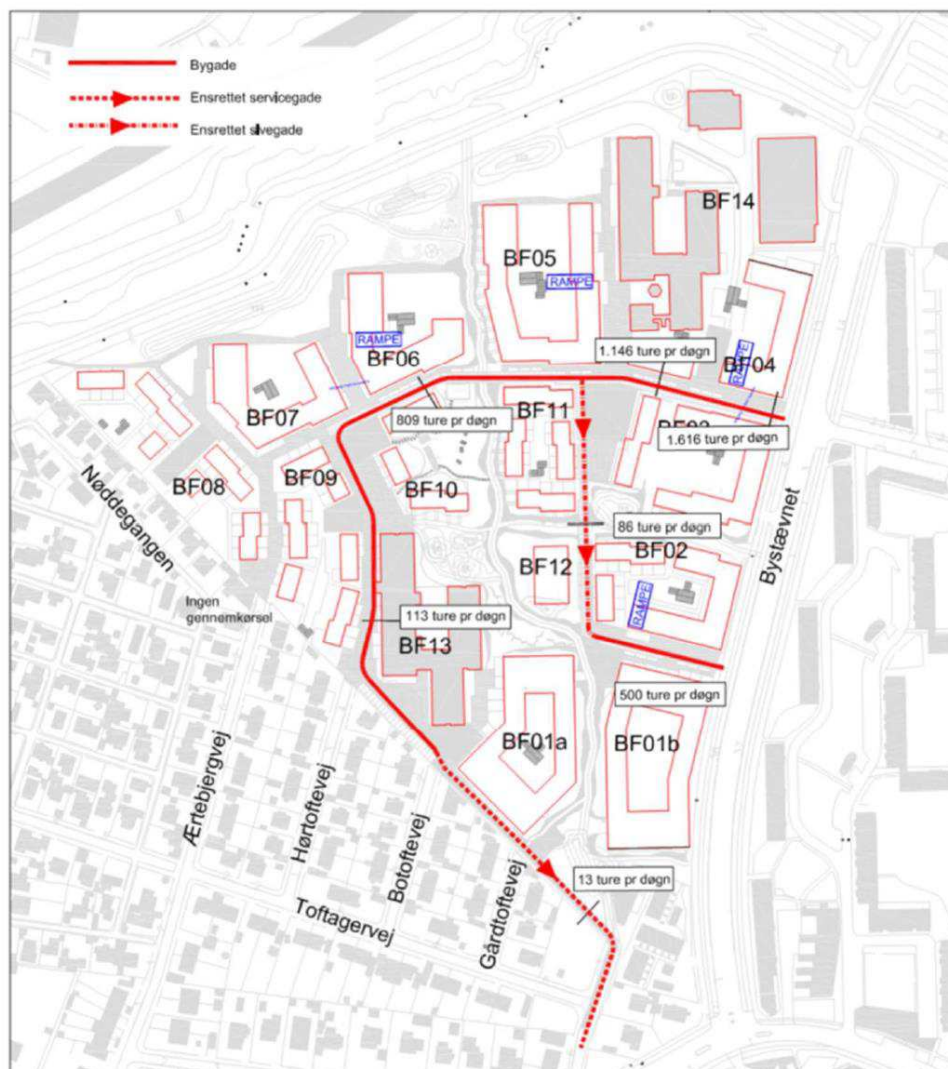 Bygade
Ensrettet servicegade
Ensrettet sivegade
BF14
BF05
RAMPE
1.146 ture pr døgn
RAMPE
BF06
BF04
RAMPE
BF07
809 ture pr døgn
BF11
BF03
1.616 ture pr døgn
BF08
BF09
BF10
Nøddegangen
86 ture pr døgn
BF02
BF12
Bystævnet
RAMPE
Ingen
gennemkørsel
113 ture pr døgn
BF13
500 ture pr døgn
BF01a
BF01b
Ærtebjergvej
Hørtoftevej
Botoftevej
13 ture pr døgn
Gårdtoftevej
Toftagervej